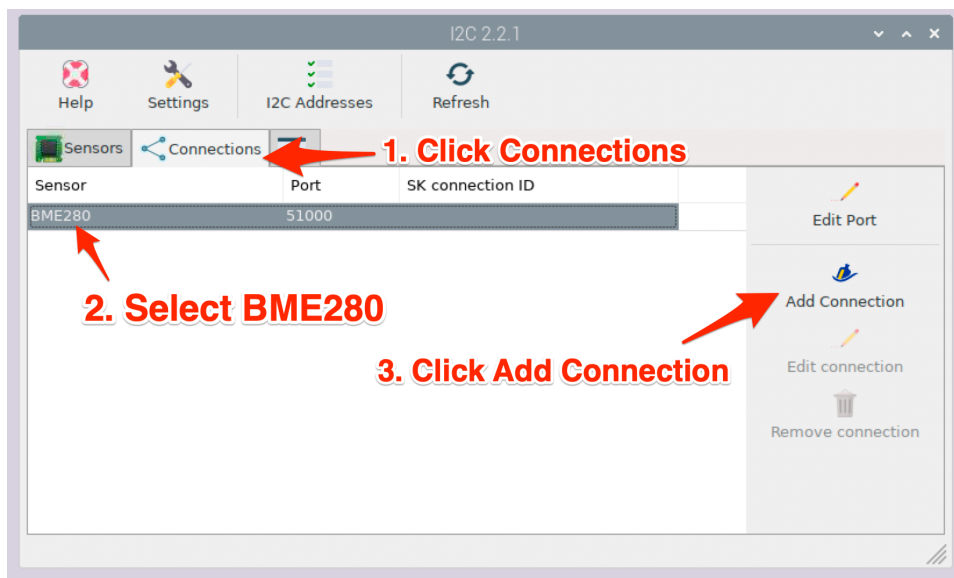 I2C 2.2.1
Help
Settings
I2C Addresses
Refresh
Sensors
Connections
1. Click Connections
Sensor
Port
SK connection ID
Edit Port
BME280
51000
2. Select BME280
Add Connection
3. Click Add Connection
Edit connection
Remove connection